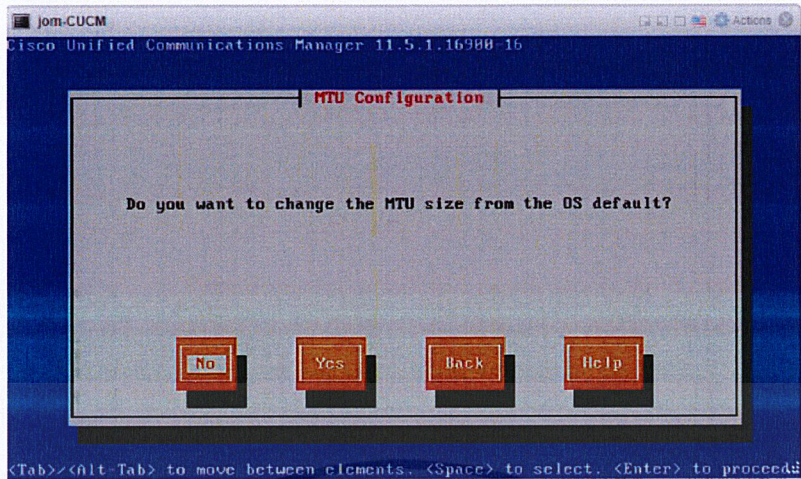 jom-CUCM
Actions
Cisco Unified Communications Manager 11.5.1.16900-16
MTU Configuration
Do you want to change the MTU size from the OS default?
No Yes Back Help
<Tab>/<Alt-Tab> to move between elements. <Space> to select. <Enter> to proceed